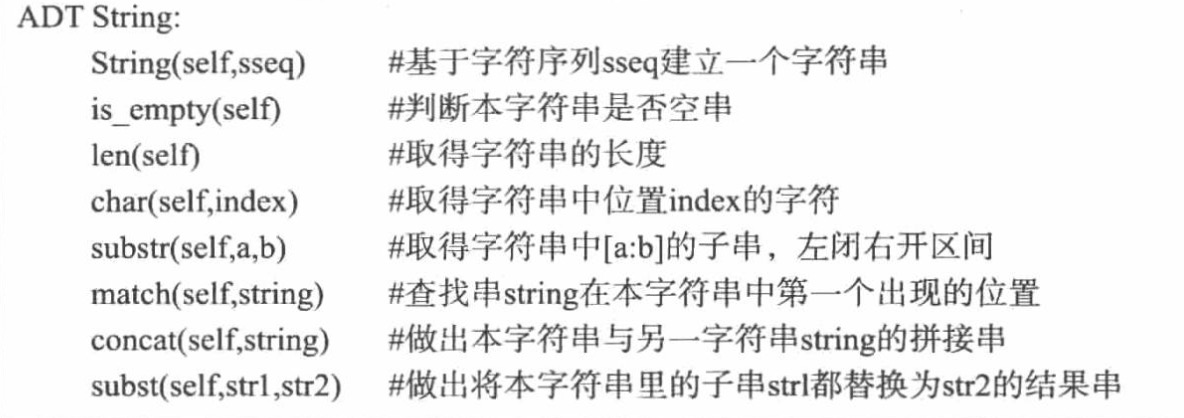 ADT String:
String(self,sseq) #基于字符序列sseq建立一个字符串
is_empty(self) #判断本字符串是否空串
len(self) #取得字符串的长度
char(self,index) #取得字符串中位置index的字符
substr(self,a,b) #取得字符串中[a:b]的子串，左闭右开区间
match(self,string) #查找串string在本字符串中第一个出现的位置
concat(self,string) #做出本字符串与另一字符串string的拼接串
subst(self,str1,str2) #做出将本字符串里的子串strl都替换为str2的结果串